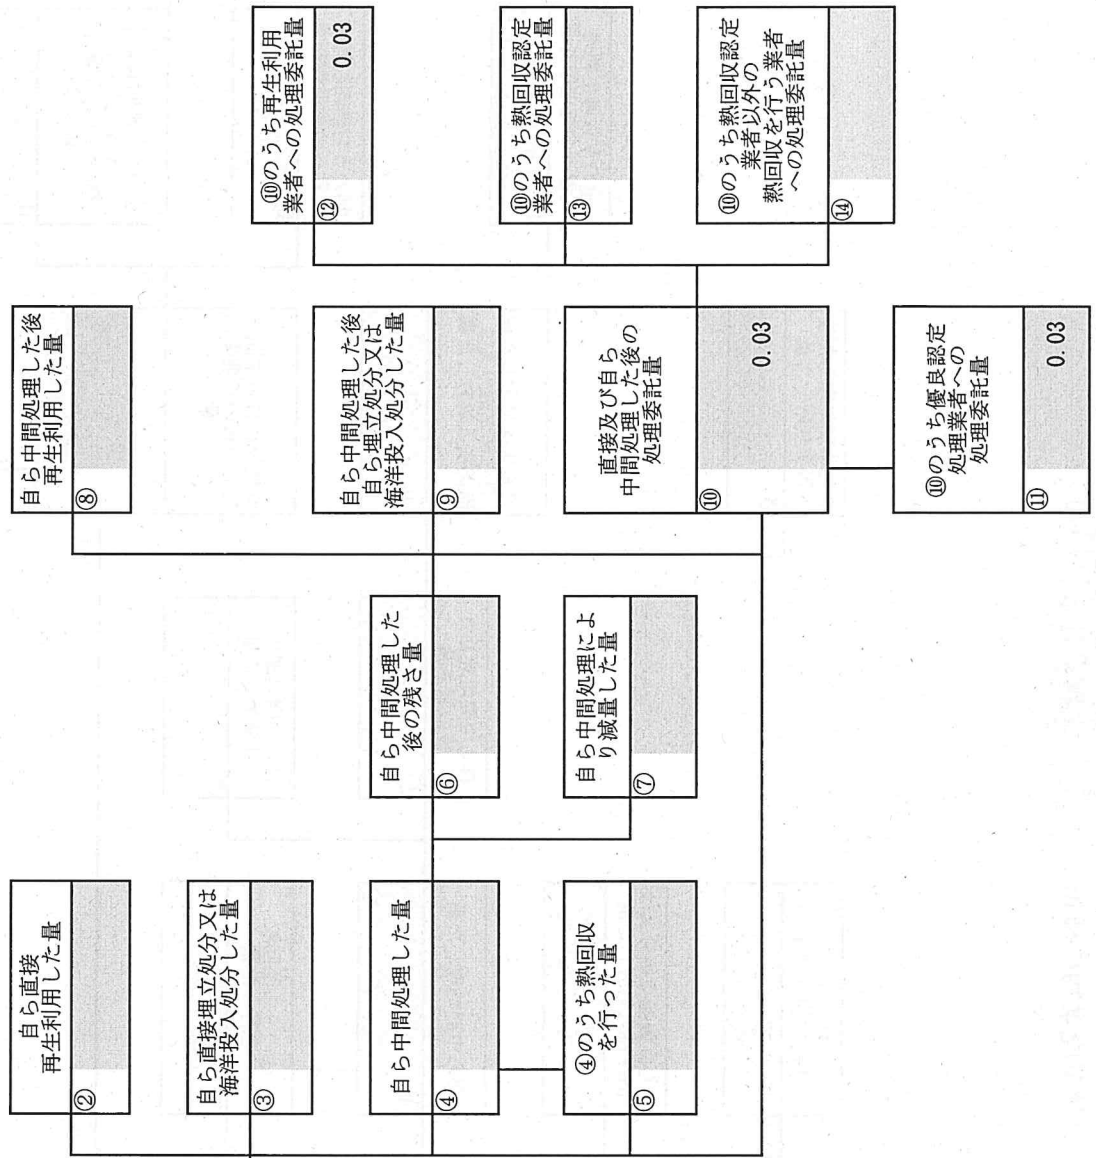 自ら直接
再生利用した量
②
自ら直接埋立処分又は
海洋投入処分した量
③
自ら中間処理した量
④
④のうち熱回収
を行った量
⑤
自ら中間処理した
後の残さ量
⑥
自ら中間処理によ
り減量した量
⑦
自ら中間処理した後
再生利用した量
⑧
自ら中間処理した後
自ら埋立処分又は
海洋投入処分した量
⑨
直接及び自ら
中間処理した後の
処理委託量
⑩
0.03
⑩のうち優良認定
処理業者への
処理委託量
⑪
0.03
⑩のうち再生利用
業者への処理委託量
⑫
0.03
⑩のうち熱回収認定
業者への処理委託量
⑬
⑩のうち熱回収認定
業者以外の
熱回収を行う業者
への処理委託量
⑭